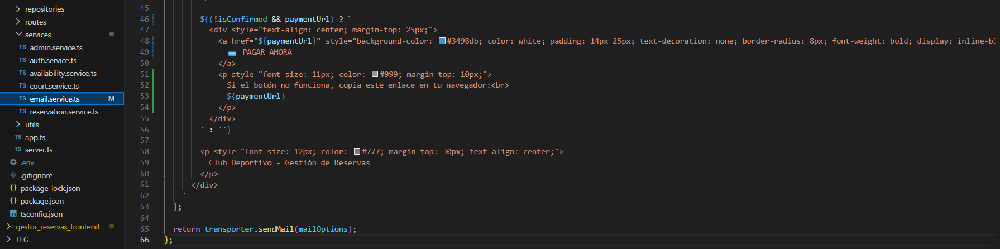 repositories
routes
services
TS admin.service.ts
TS auth.service.ts
TS availability.service.ts
TS court.service.ts
TS email.service.ts M
TS reservation.service.ts
utils
TS app.ts
TS server.ts
.env
.gitignore
{} package-lock.json
{} package.json
TS tsconfig.json
gestor_reservas_frontend
TFG
45
46 ${(!isConfirmed && paymentUrl) ? `
47 <div style="text-align: center; margin-top: 25px;">
48 <a href="${paymentUrl}" style="background-color: #3498db; color: white; padding: 14px 25px; text-decoration: none; border-radius: 8px; font-weight: bold; display: inline-bl
49 💳 PAGAR AHORA
50 </a>
51 <p style="font-size: 11px; color: #999; margin-top: 10px;">
52 Si el botón no funciona, copia este enlace en tu navegador:<br>
53 ${paymentUrl}
54 </p>
55 </div>
56 ` : ''}
57
58 <p style="font-size: 12px; color: #777; margin-top: 30px; text-align: center;">
59 Club Deportivo - Gestión de Reservas
60 </p>
61 </div>
62 `
63 };
64
65 return transporter.sendMail(mailOptions);
66 };